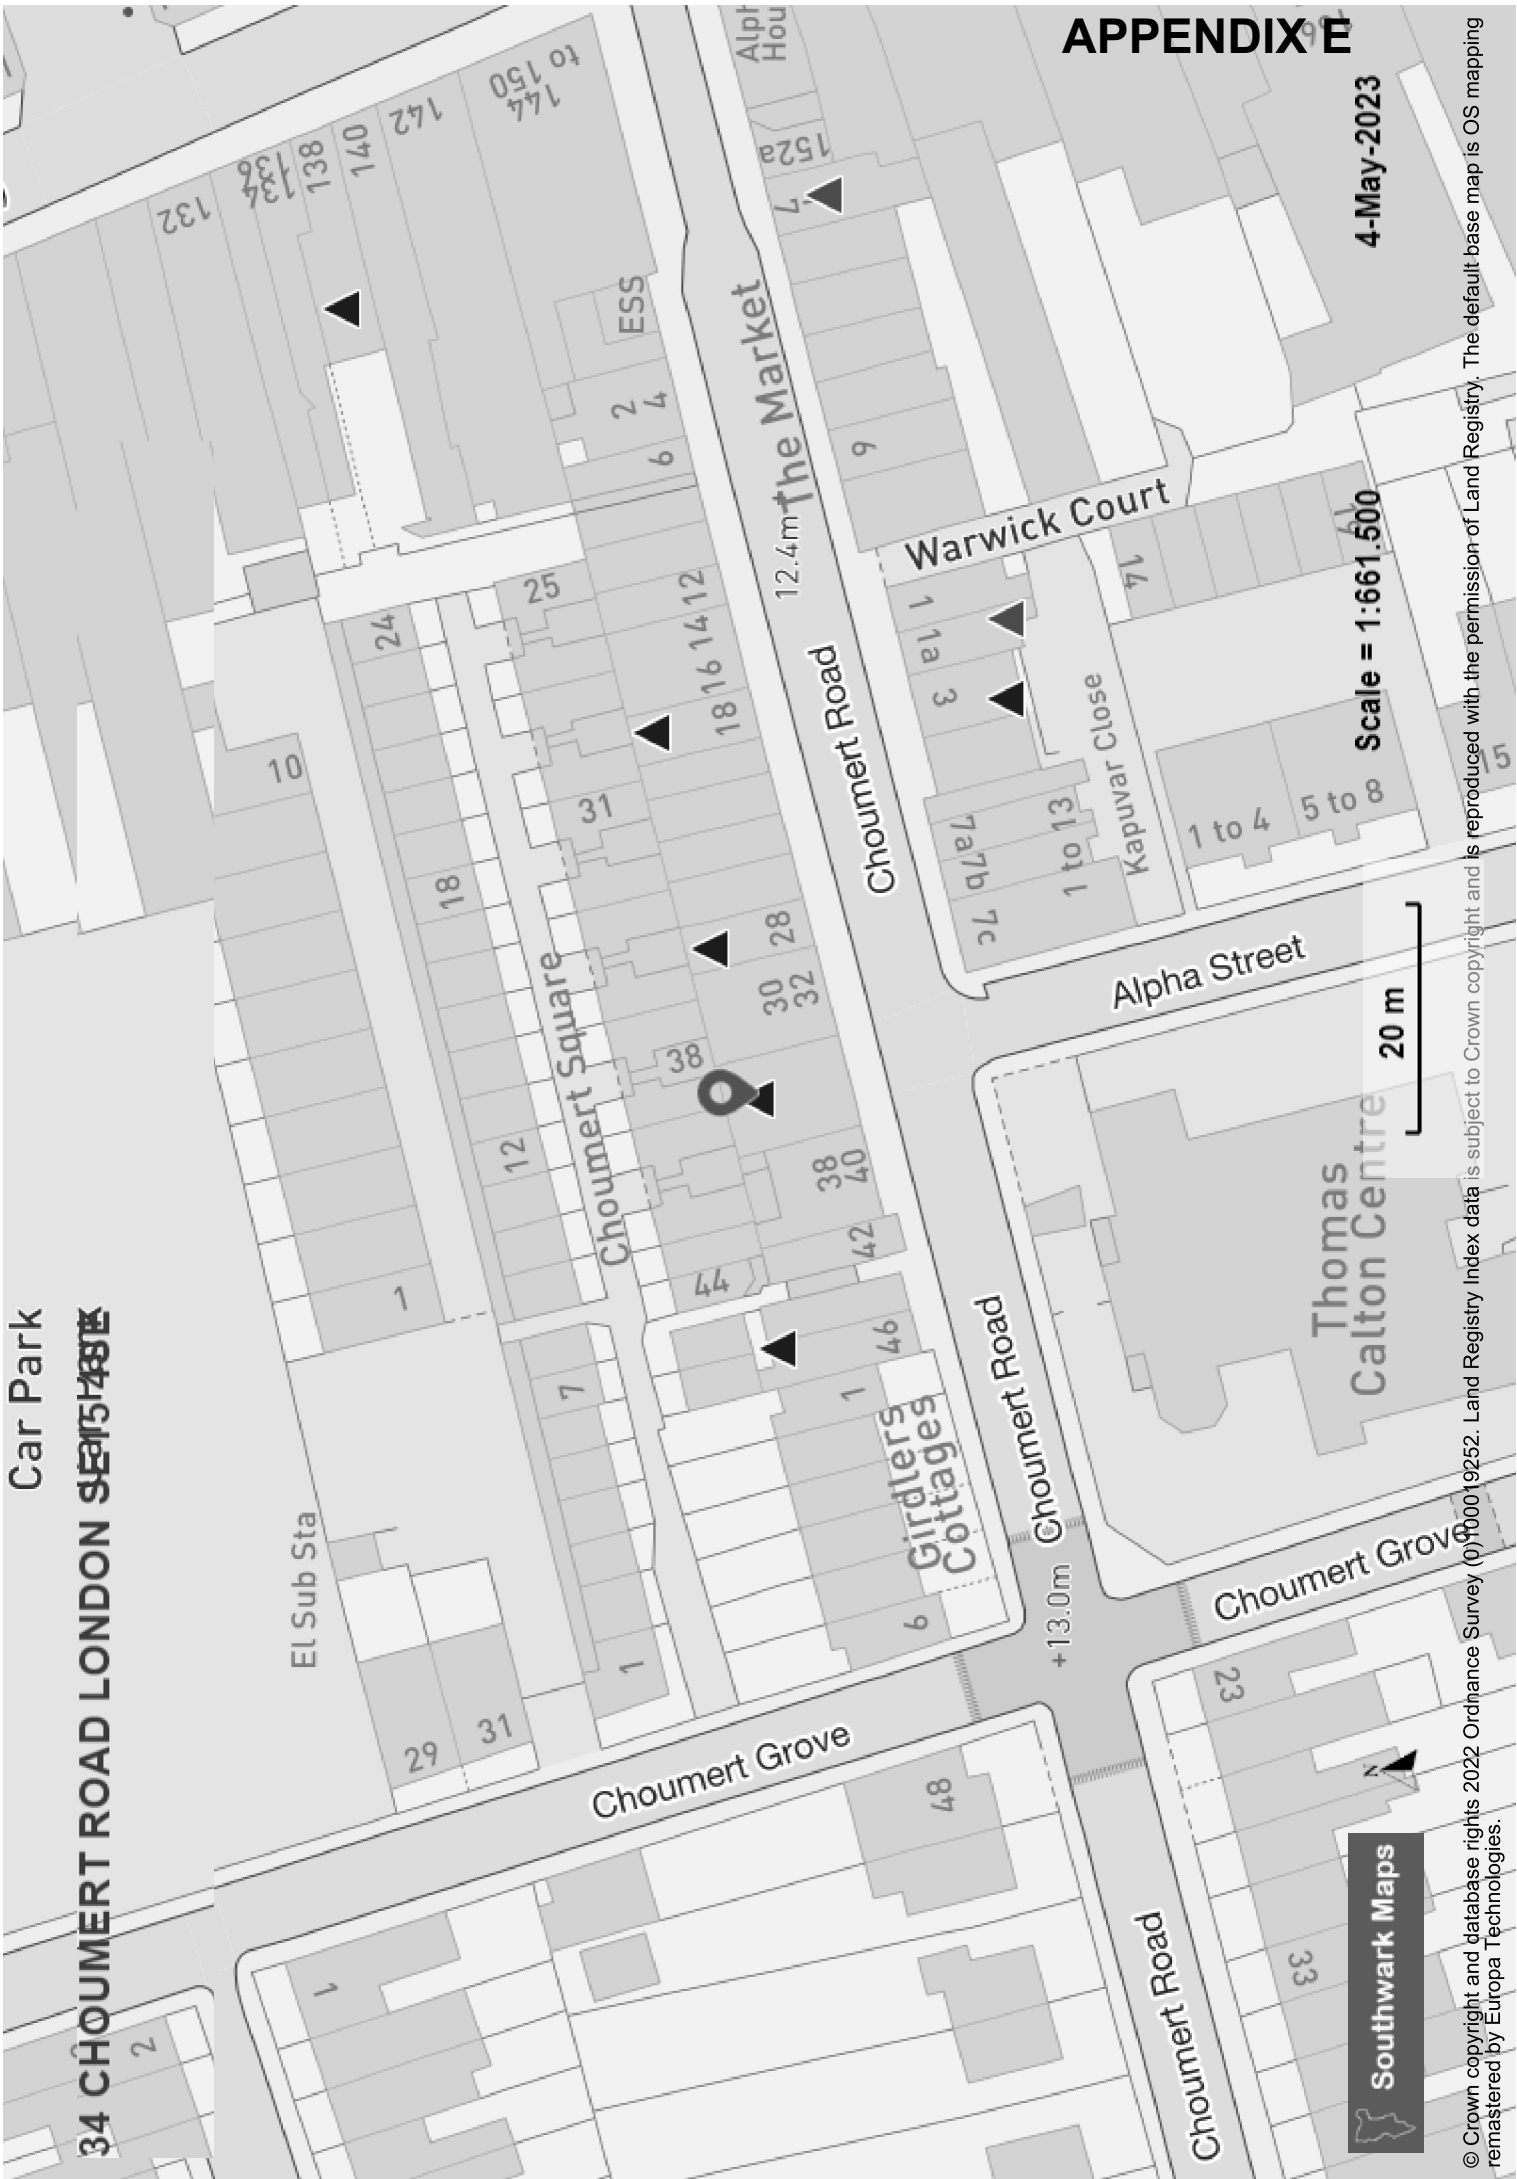 APPENDIX E
34 CHOUMERT ROAD LONDON SE15 4SE
Car Park
El Sub Sta
29
31
1
7
1
10
12
18
24
Choumert Square
25
31
38
44
132
134
136
138
140
142
144
to 150
ESS
2
4
6
12
14
16
18
28
30
32
38
40
42
46
1
Girdlers
Cottages
6
The Market
12.4m
Choumert Road
Choumert Road
Choumert Road
Choumert Road
+13.0m
Choumert Grove
Choumert Grove
48
1
2
23
33
Alph
Hou
152a
7
9
Warwick Court
1
1a
3
7a
7b
7c
1 to 13
Kapuvar Close
14
1 to 4
5 to 8
15
Alpha Street
Thomas
Calton Centre
20 m
Scale = 1:661.500
4-May-2023
N
Southwark Maps
© Crown copyright and database rights 2022 Ordnance Survey (0)100019252. Land Registry Index data is subject to Crown copyright and is reproduced with the permission of Land Registry. The default base map is OS mapping
remastered by Europa Technologies.